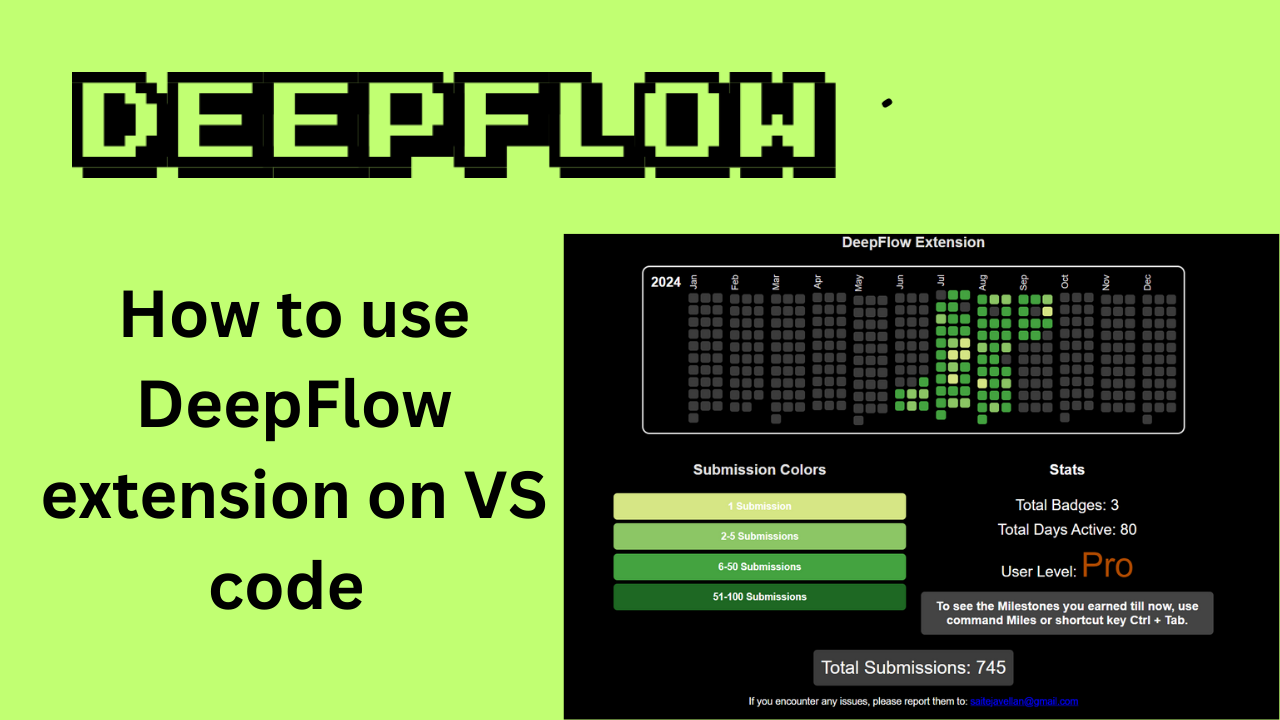 DEEPFLOW
How to use
DeepFlow
extension on VS
code
DeepFlow Extension
2024
Jan
Feb
Mar
Apr
May
Jun
Jul
Aug
Sep
Oct
Nov
Dec
Submission Colors
1 Submission
2-5 Submissions
6-50 Submissions
51-100 Submissions
Stats
Total Badges: 3
Total Days Active: 80
User Level: Pro
To see the Milestones you earned till now, use
command Miles or shortcut key Ctrl + Tab.
Total Submissions: 745
If you encounter any issues, please report them to: